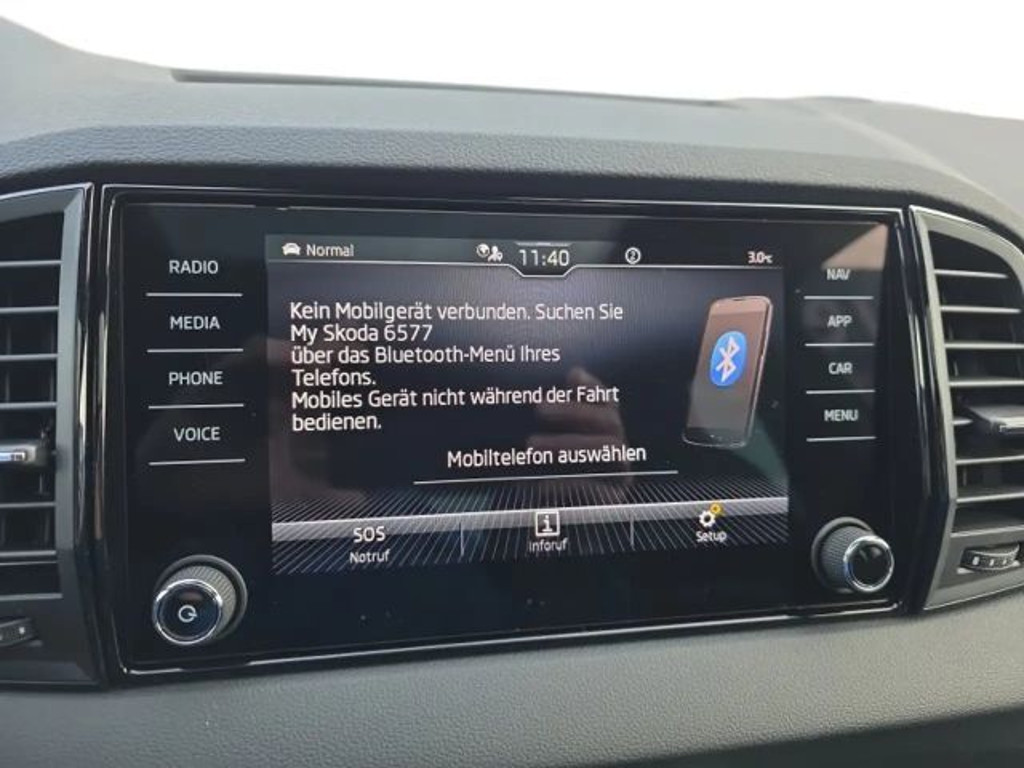 Normal
11:40
2
3.0°C
RADIO
MEDIA
PHONE
VOICE
Kein Mobilgerät verbunden. Suchen Sie
My Skoda 6577
über das Bluetooth-Menü Ihres
Telefons.
Mobiles Gerät nicht während der Fahrt
bedienen.
Mobiltelefon auswählen
SOS
Notruf
i
Inforuf
Setup
NAV
APP
CAR
MENU